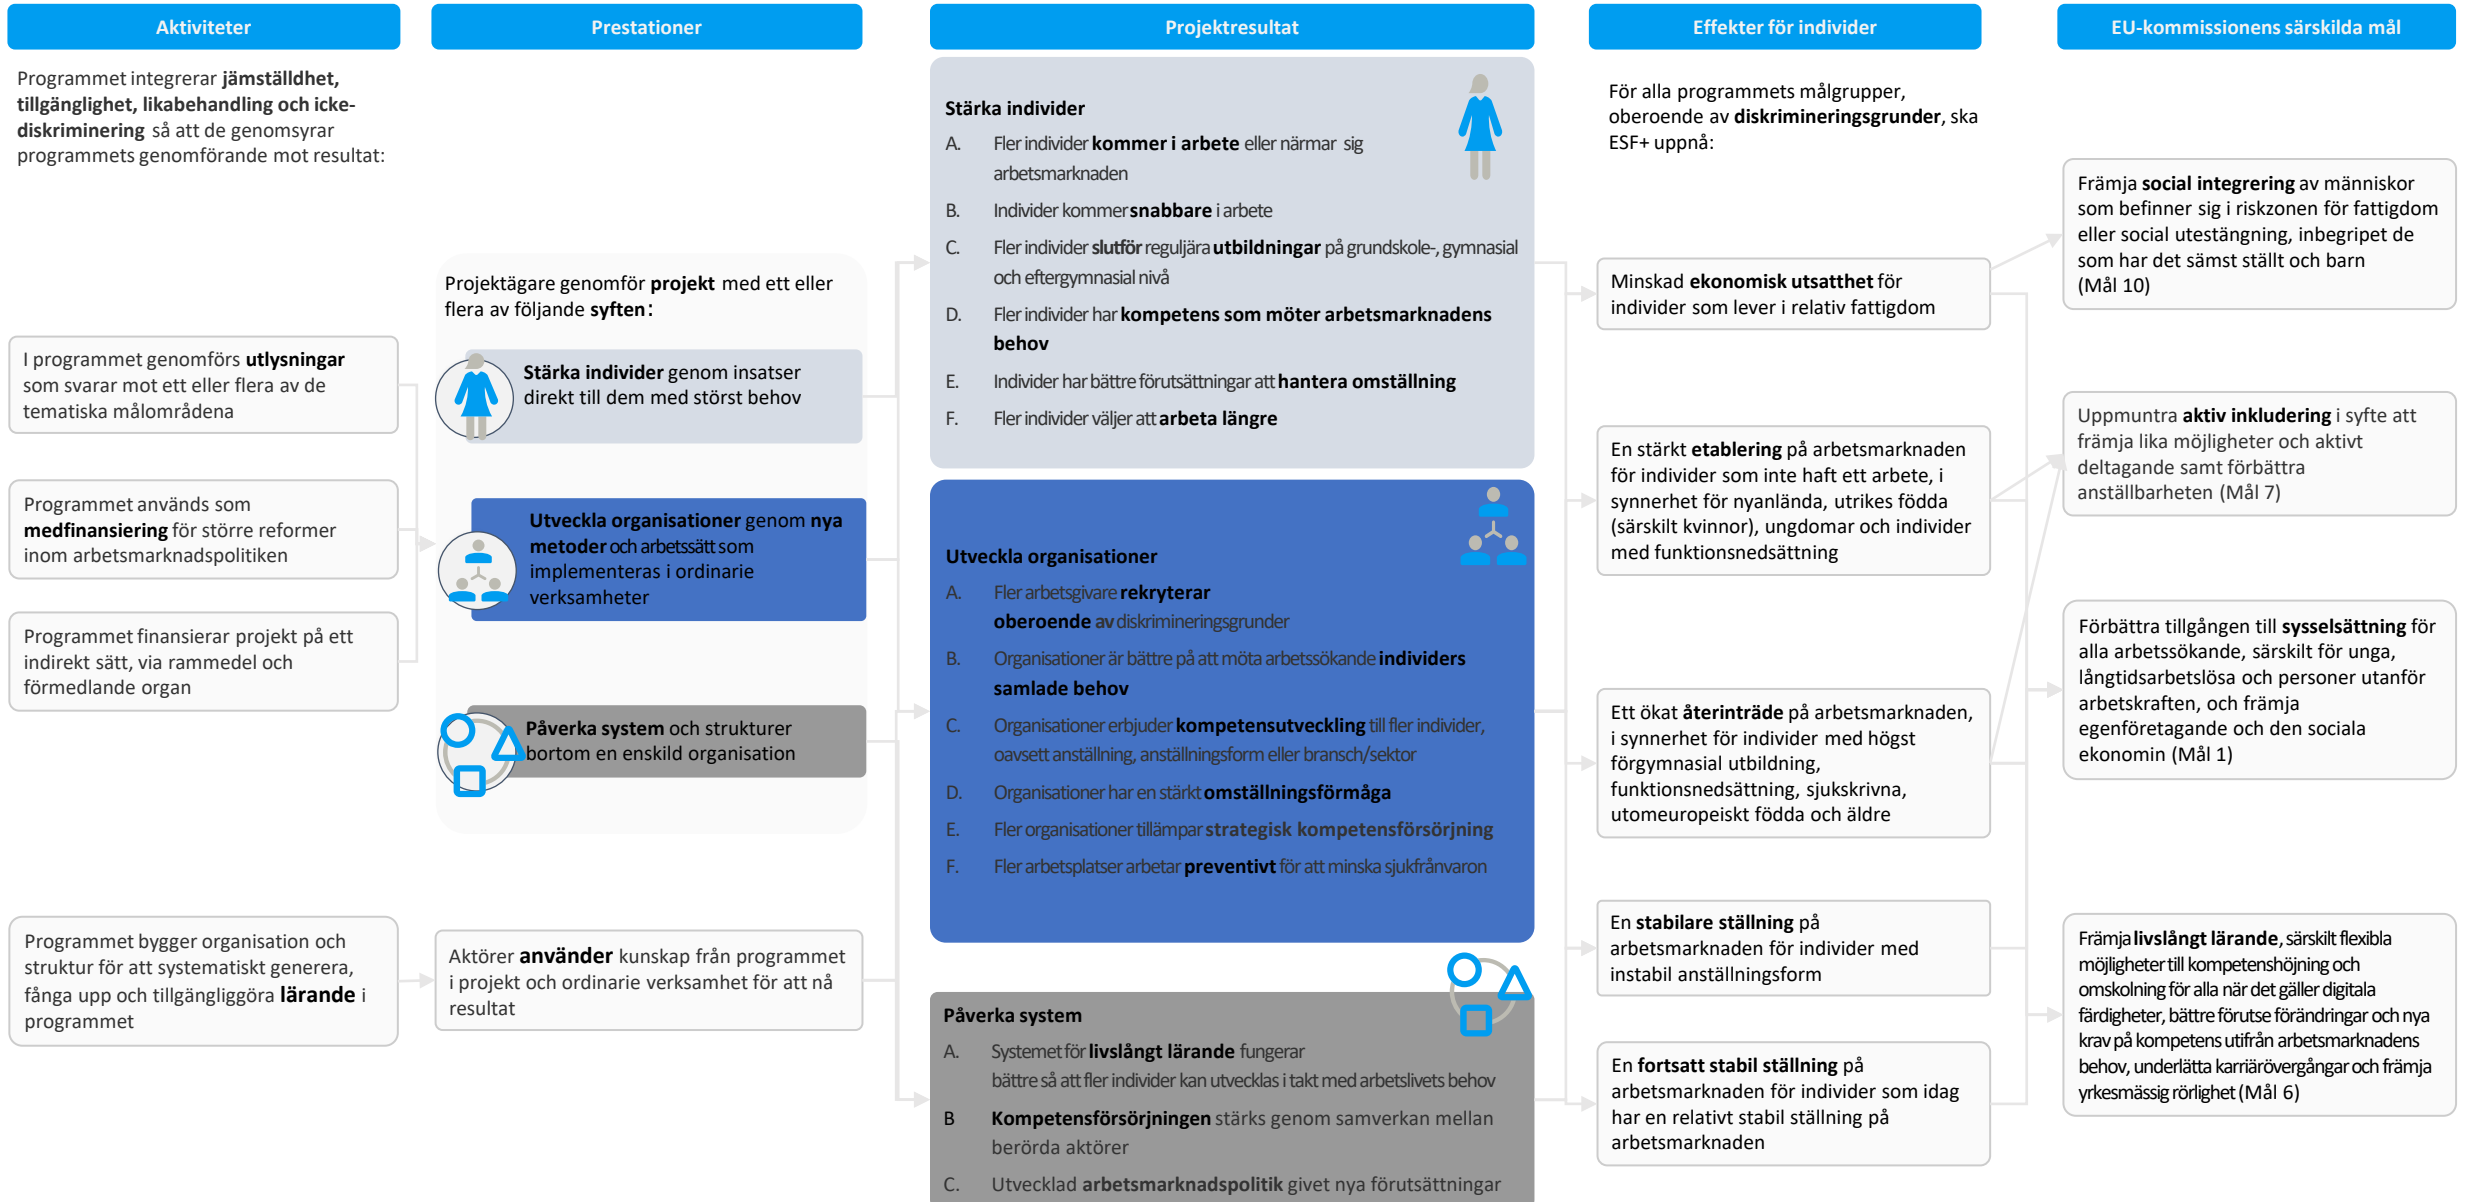 Aktiviteter
Programmet integrerar jämställdhet,
tillgänglighet, likabehandling och icke-
diskriminering så att de genomsyrar
programmets genomförande mot resultat:
I programmet genomförs utlysningar
som svarar mot ett eller flera av de
tematiska målområdena
Programmet används som
medfinansiering för större reformer
inom arbetsmarknadspolitiken
Programmet finansierar projekt på ett
indirekt sätt, via rammedel och
förmedlande organ
Programmet bygger organisation och
struktur för att systematiskt generera,
fånga upp och tillgängliggöra lärande i
programmet
Prestationer
Projektägare genomför projekt med ett eller
flera av följande syften:
Stärka individer genom insatser
direkt till dem med störst behov
Utveckla organisationer genom nya
metoder och arbetssätt som
implementeras i ordinarie
verksamheter
Påverka system och strukturer
bortom en enskild organisation
Aktörer använder kunskap från programmet
i projekt och ordinarie verksamhet för att nå
resultat
Projektresultat
Stärka individer
A. Fler individer kommer i arbete eller närmar sig
arbetsmarknaden
B. Individer kommer snabbare i arbete
C. Fler individer slutför reguljära utbildningar på grundskole-, gymnasial
och eftergymnasial nivå
D. Fler individer har kompetens som möter arbetsmarknadens
behov
E. Individer har bättre förutsättningar att hantera omställning
F. Fler individer väljer att arbeta längre
Utveckla organisationer
A. Fler arbetsgivare rekryterar
oberoende av diskrimineringsgrunder
B. Organisationer är bättre på att möta arbetssökande individers
samlade behov
C. Organisationer erbjuder kompetensutveckling till fler individer,
oavsett anställning, anställningsform eller bransch/sektor
D. Organisationer har en stärkt omställningsförmåga
E. Fler organisationer tillämpar strategisk kompetensförsörjning
F. Fler arbetsplatser arbetar preventivt för att minska sjukfrånvaron
Påverka system
A. Systemet för livslångt lärande fungerar
bättre så att fler individer kan utvecklas i takt med arbetslivets behov
B Kompetensförsörjningen stärks genom samverkan mellan
berörda aktörer
C. Utvecklad arbetsmarknadspolitik givet nya förutsättningar
Effekter för individer
För alla programmets målgrupper,
oberoende av diskrimineringsgrunder, ska
ESF+ uppnå:
Minskad ekonomisk utsatthet för
individer som lever i relativ fattigdom
En stärkt etablering på arbetsmarknaden
för individer som inte haft ett arbete, i
synnerhet för nyanlända, utrikes födda
(särskilt kvinnor), ungdomar och individer
med funktionsnedsättning
Ett ökat återinträde på arbetsmarknaden,
i synnerhet för individer med högst
förgymnasial utbildning,
funktionsnedsättning, sjukskrivna,
utomeuropeiskt födda och äldre
En stabilare ställning på
arbetsmarknaden för individer med
instabil anställningsform
En fortsatt stabil ställning på
arbetsmarknaden för individer som idag
har en relativt stabil ställning på
arbetsmarknaden
EU-kommissionens särskilda mål
Främja social integrering av människor
som befinner sig i riskzonen för fattigdom
eller social utestängning, inbegripet de
som har det sämst ställt och barn
(Mål 10)
Uppmuntra aktiv inkludering i syfte att
främja lika möjligheter och aktivt
deltagande samt förbättra
anställbarheten (Mål 7)
Förbättra tillgången till sysselsättning för
alla arbetssökande, särskilt för unga,
långtidsarbetslösa och personer utanför
arbetskraften, och främja
egenföretagande och den sociala
ekonomin (Mål 1)
Främja livslångt lärande, särskilt flexibla
möjligheter till kompetenshöjning och
omskolning för alla när det gäller digitala
färdigheter, bättre förutse förändringar och nya
krav på kompetens utifrån arbetsmarknadens
behov, underlätta karriärövergångar och främja
yrkesmässig rörlighet (Mål 6)